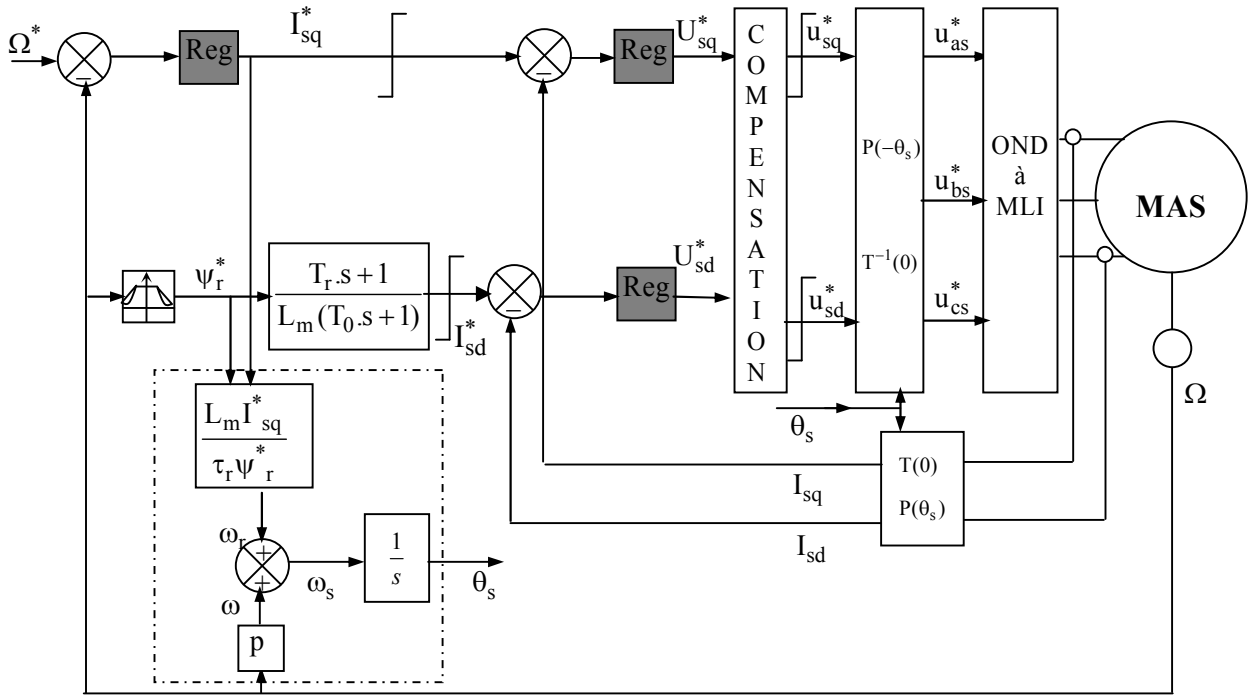 Ω*
−
Reg
I*sq
−
Reg
U*sq
C
O
M
P
E
N
S
A
T
I
O
N
u*sq
P(−θs)
T−1(0)
u*as
u*bs
u*cs
OND
à
MLI
MAS
ψ*r
Tr.s + 1
Lm(T0.s + 1)
I*sd
−
Reg
U*sd
u*sd
θs
Ω
LmI*sq
τrψ*r
T(0)
P(θs)
Isq
Isd
ωr
+
+
ωs
1
s
θs
ω
p